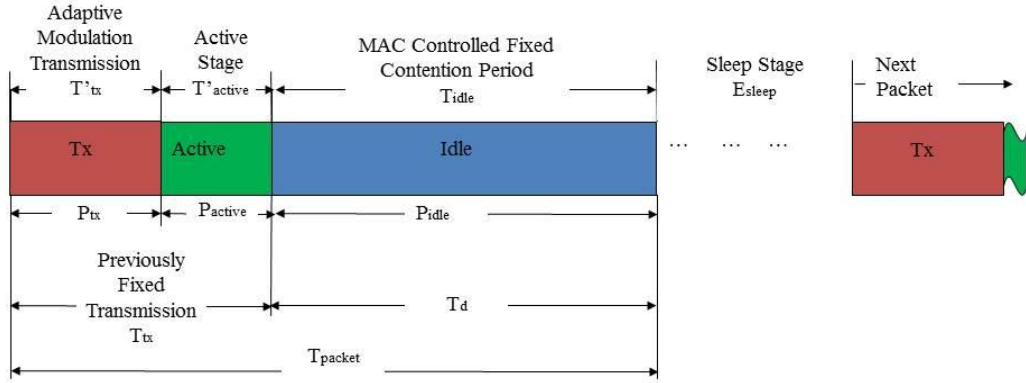 Adaptive
Modulation
Transmission
T'tx
Active
Stage
T'active
MAC Controlled Fixed
Contention Period
Tidle
Sleep Stage
Esleep
Next
Packet
Tx
Active
Idle
... ... ...
Tx
Ptx
Pactive
Pidle
Previously
Fixed
Transmission
Ttx
Td
Tpacket